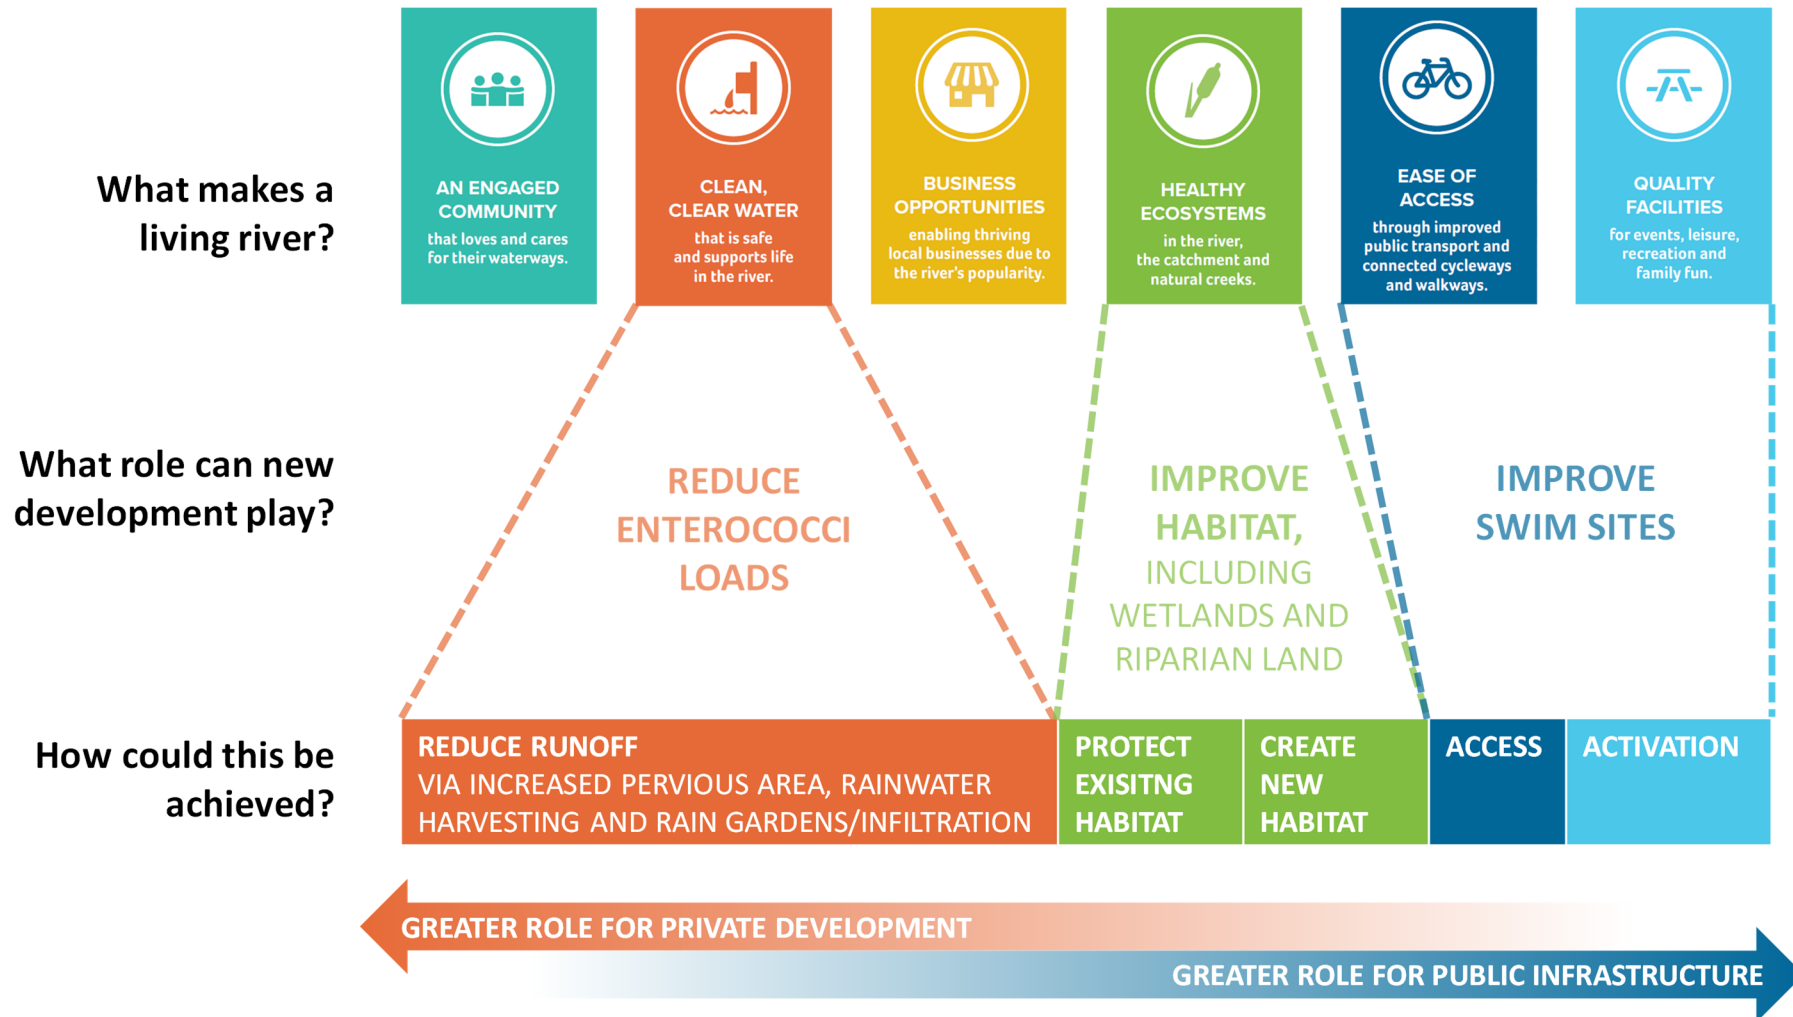 What makes a
living river?
AN ENGAGED
COMMUNITY
that loves and cares
for their waterways.
CLEAN,
CLEAR WATER
that is safe
and supports life
in the river.
BUSINESS
OPPORTUNITIES
enabling thriving
local businesses due to
the river's popularity.
HEALTHY
ECOSYSTEMS
in the river,
the catchment and
natural creeks.
EASE OF
ACCESS
through improved
public transport and
connected cycleways
and walkways.
QUALITY
FACILITIES
for events, leisure,
recreation and
family fun.
What role can new
development play?
REDUCE
ENTEROCOCCI
LOADS
IMPROVE
HABITAT,
INCLUDING
WETLANDS AND
RIPARIAN LAND
IMPROVE
SWIM SITES
How could this be
achieved?
REDUCE RUNOFF
VIA INCREASED PERVIOUS AREA, RAINWATER
HARVESTING AND RAIN GARDENS/INFILTRATION
PROTECT
EXISITNG
HABITAT
CREATE
NEW
HABITAT
ACCESS
ACTIVATION
GREATER ROLE FOR PRIVATE DEVELOPMENT
GREATER ROLE FOR PUBLIC INFRASTRUCTURE